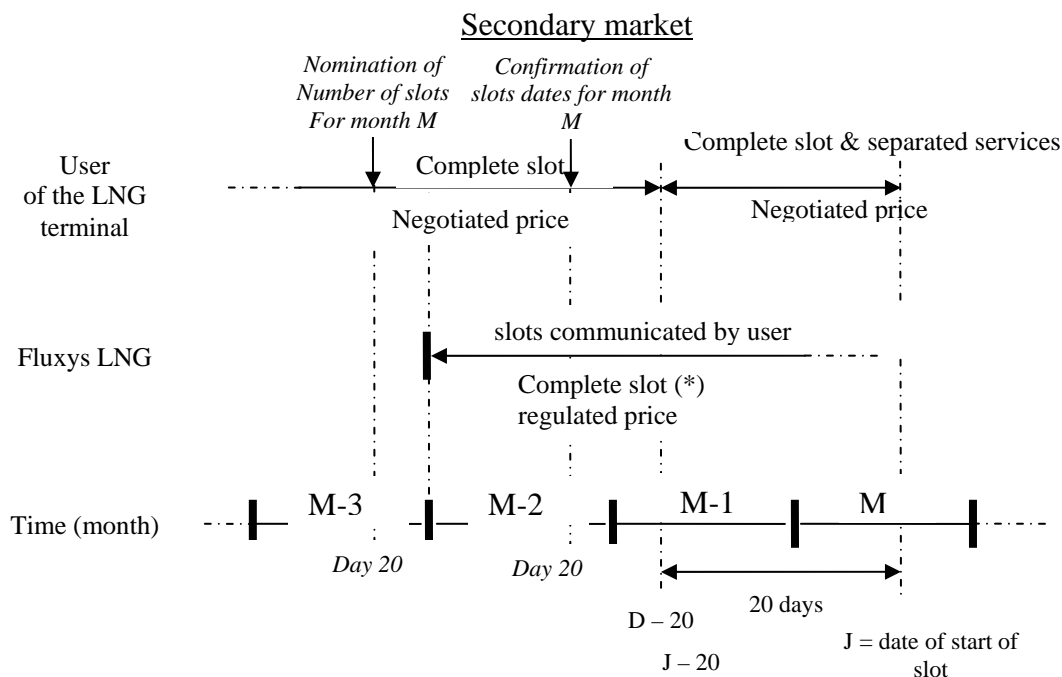 Secondary market
Nomination of
Number of slots
For month M
Confirmation of
slots dates for month
M
User
of the LNG
terminal
Complete slot
Negotiated price
Complete slot & separated services
Negotiated price
Fluxys LNG
slots communicated by user
Complete slot (*)
regulated price
Time (month)
M-3
M-2
M-1
M
Day 20
Day 20
20 days
D – 20
J – 20
J = date of start of
slot